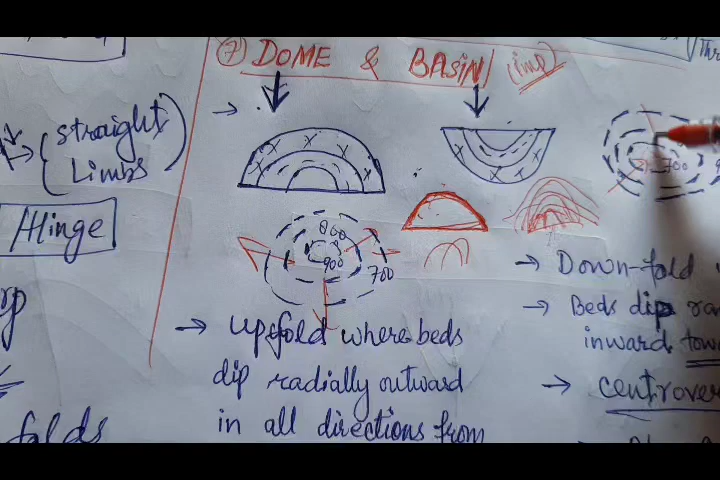 ⑦ DOME & BASIN (imp)
straight
Limbs
Hinge
800
900
700
700
→ Upfold where beds
dip radially outward
in all directions from
→ Down-fold
→ Beds dip
inward
→
folds